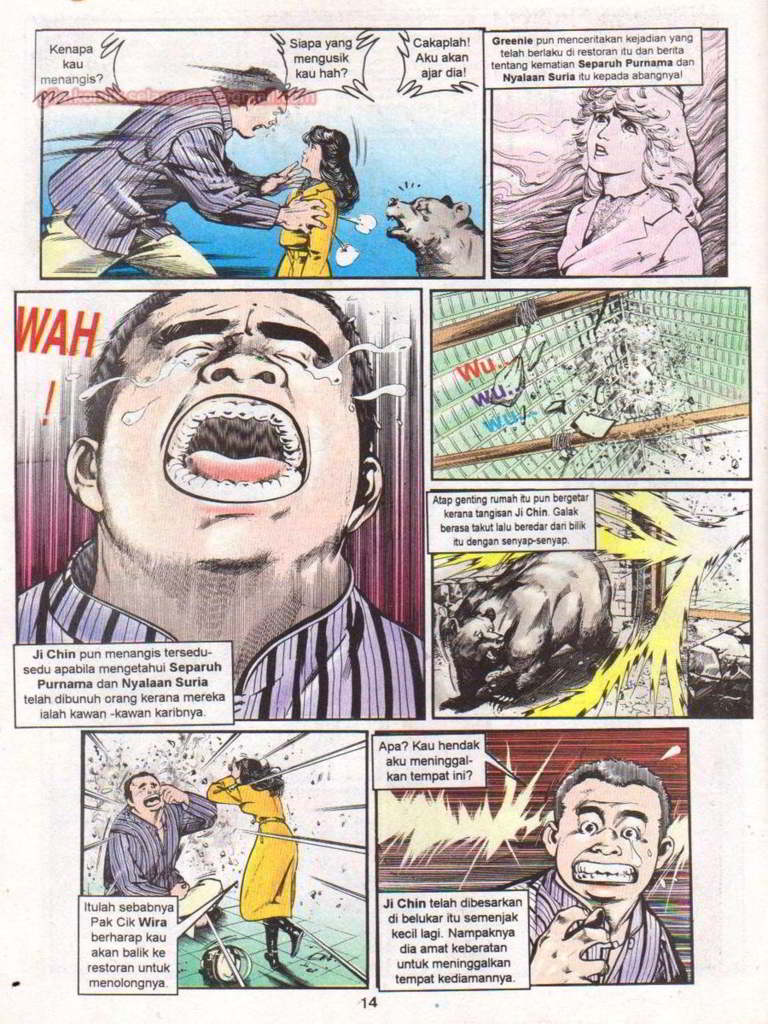 Kenapa
kau
menangis?
Siapa yang
mengusik
kau hah?
Cakaplah!
Aku akan
ajar dia!
Greenie pun menceritakan kejadian yang
telah berlaku di restoran itu dan berita
tentang kematian Separuh Purnama dan
Nyalaan Suria itu kepada abangnya!
WAH
!
Ji Chin pun menangis tersedu-
sedu apabila mengetahui Separuh
Purnama dan Nyalaan Suria
telah dibunuh orang kerana mereka
ialah kawan -kawan karibnya.
Wu...
wu...
wu...
Atap genting rumah itu pun bergetar
kerana tangisan Ji Chin. Galak
berasa takut lalu beredar dari bilik
itu dengan senyap-senyap.
Itulah sebabnya
Pak Cik Wira
berharap kau
akan balik ke
restoran untuk
menolongnya.
Apa? Kau hendak
aku meninggal-
kan tempat ini?
Ji Chin telah dibesarkan
di belukar itu semenjak
kecil lagi. Nampaknya
dia amat keberatan
untuk meninggalkan
tempat kediamannya.
14